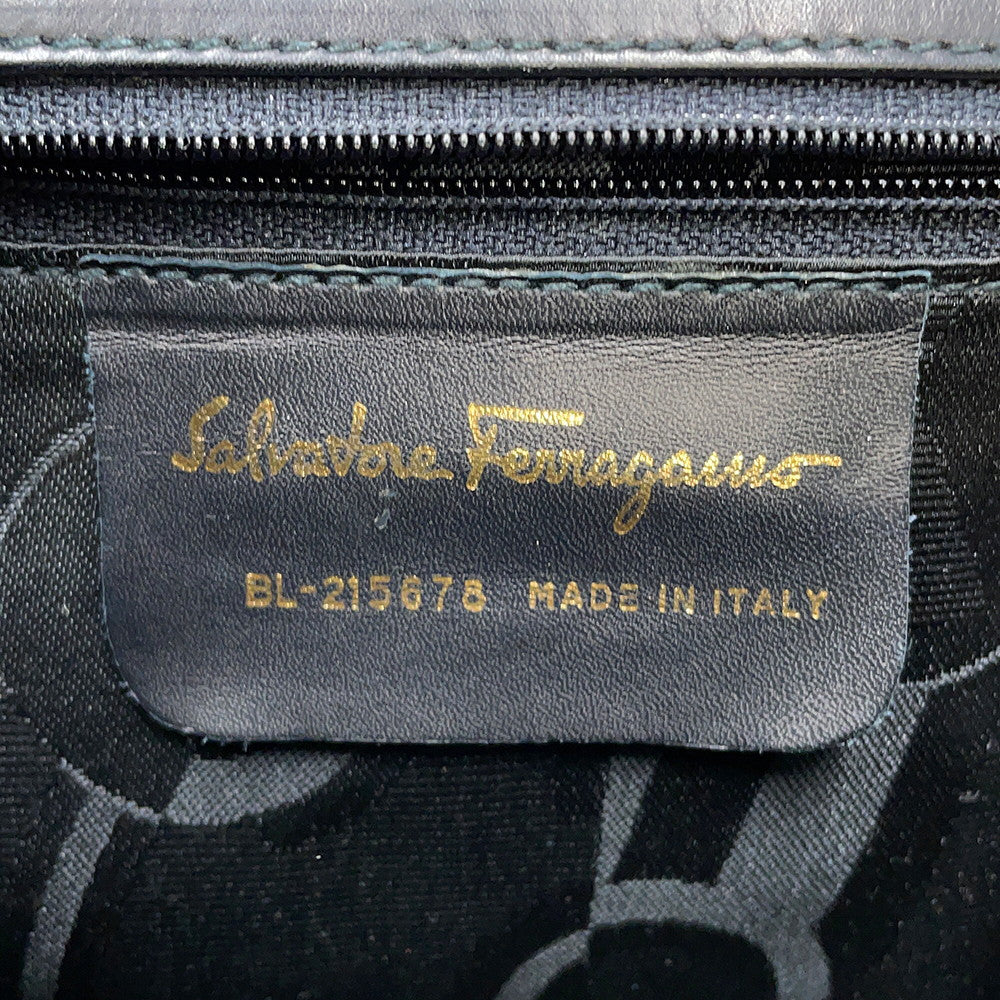 Salvatore Ferragamo
BL-215678 MADE IN ITALY